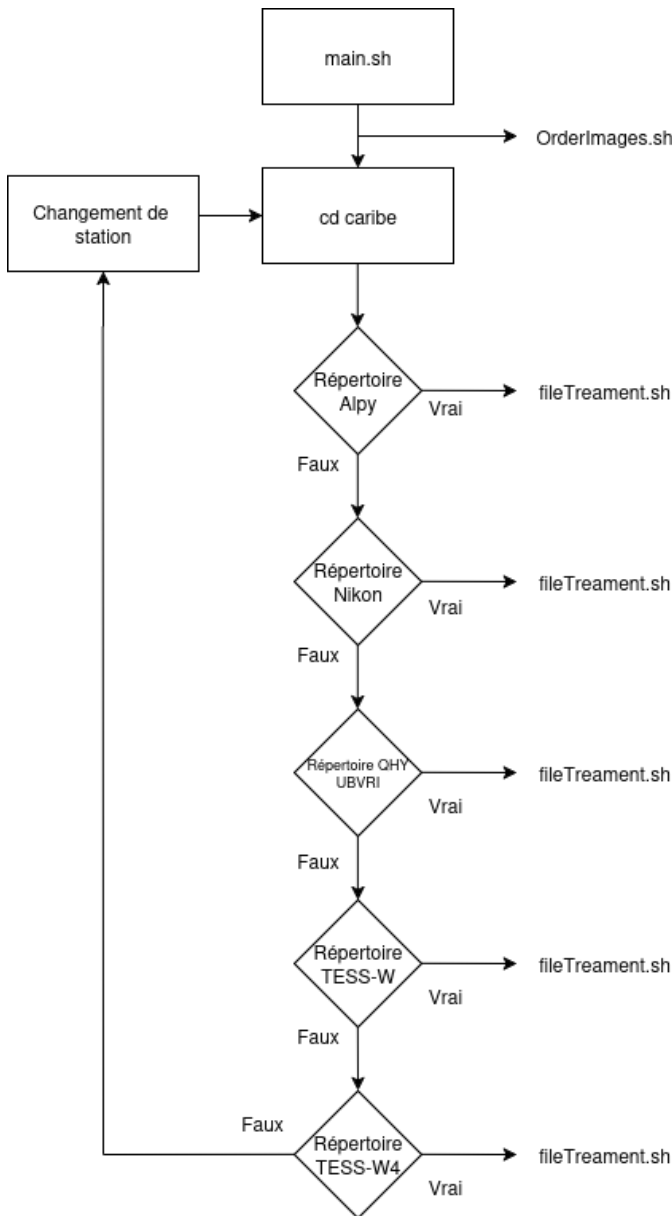 main.sh
OrderImages.sh
Changement de
station
cd caribe
Répertoire
Alpy
Vrai
fileTreament.sh
Faux
Répertoire
Nikon
Vrai
fileTreament.sh
Faux
Répertoire QHY
UBVRI
Vrai
fileTreament.sh
Faux
Répertoire
TESS-W
Vrai
fileTreament.sh
Faux
Faux
Répertoire
TESS-W4
Vrai
fileTreament.sh